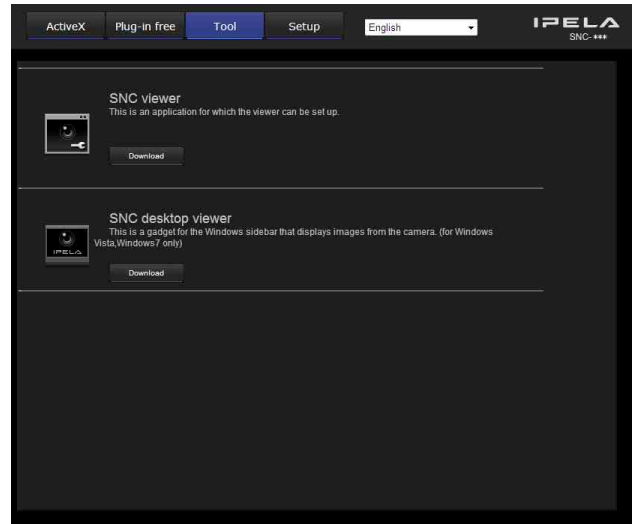 ActiveX Plug-in free Tool Setup English IPELA
SNC-***
SNC viewer
This is an application for which the viewer can be set up.
Download
SNC desktop viewer
This is a gadget for the Windows sidebar that displays images from the camera. (for Windows
IPELA Vista,Windows7 only)
Download